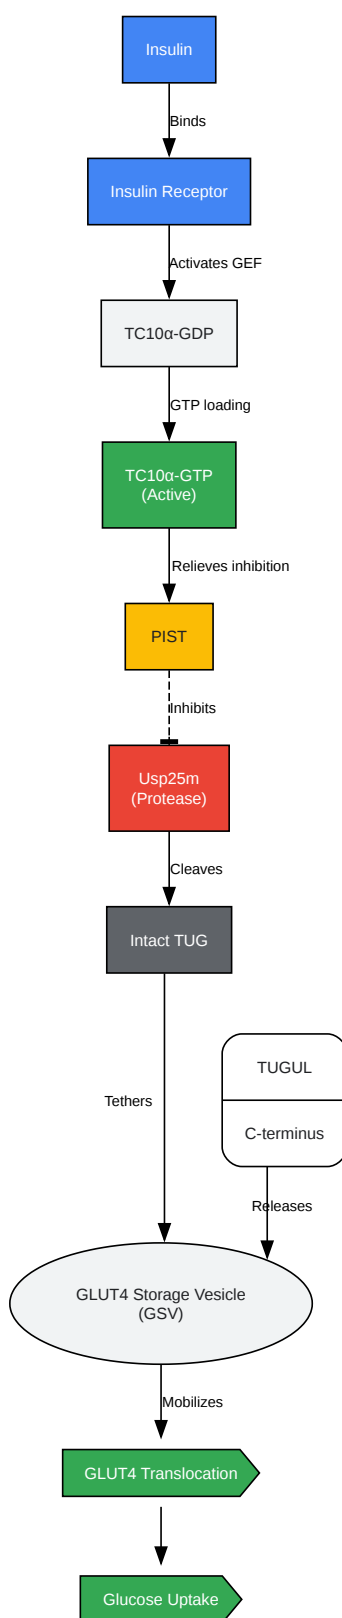 Insulin
Binds
Insulin Receptor
Activates GEF
TC10α-GDP
GTP loading
TC10α-GTP
(Active)
Relieves inhibition
PIST
Inhibits
Usp25m
(Protease)
Cleaves
Intact TUG
TUGUL
Tethers
C-terminus
Releases
GLUT4 Storage Vesicle
(GSV)
Mobilizes
GLUT4 Translocation
Glucose Uptake